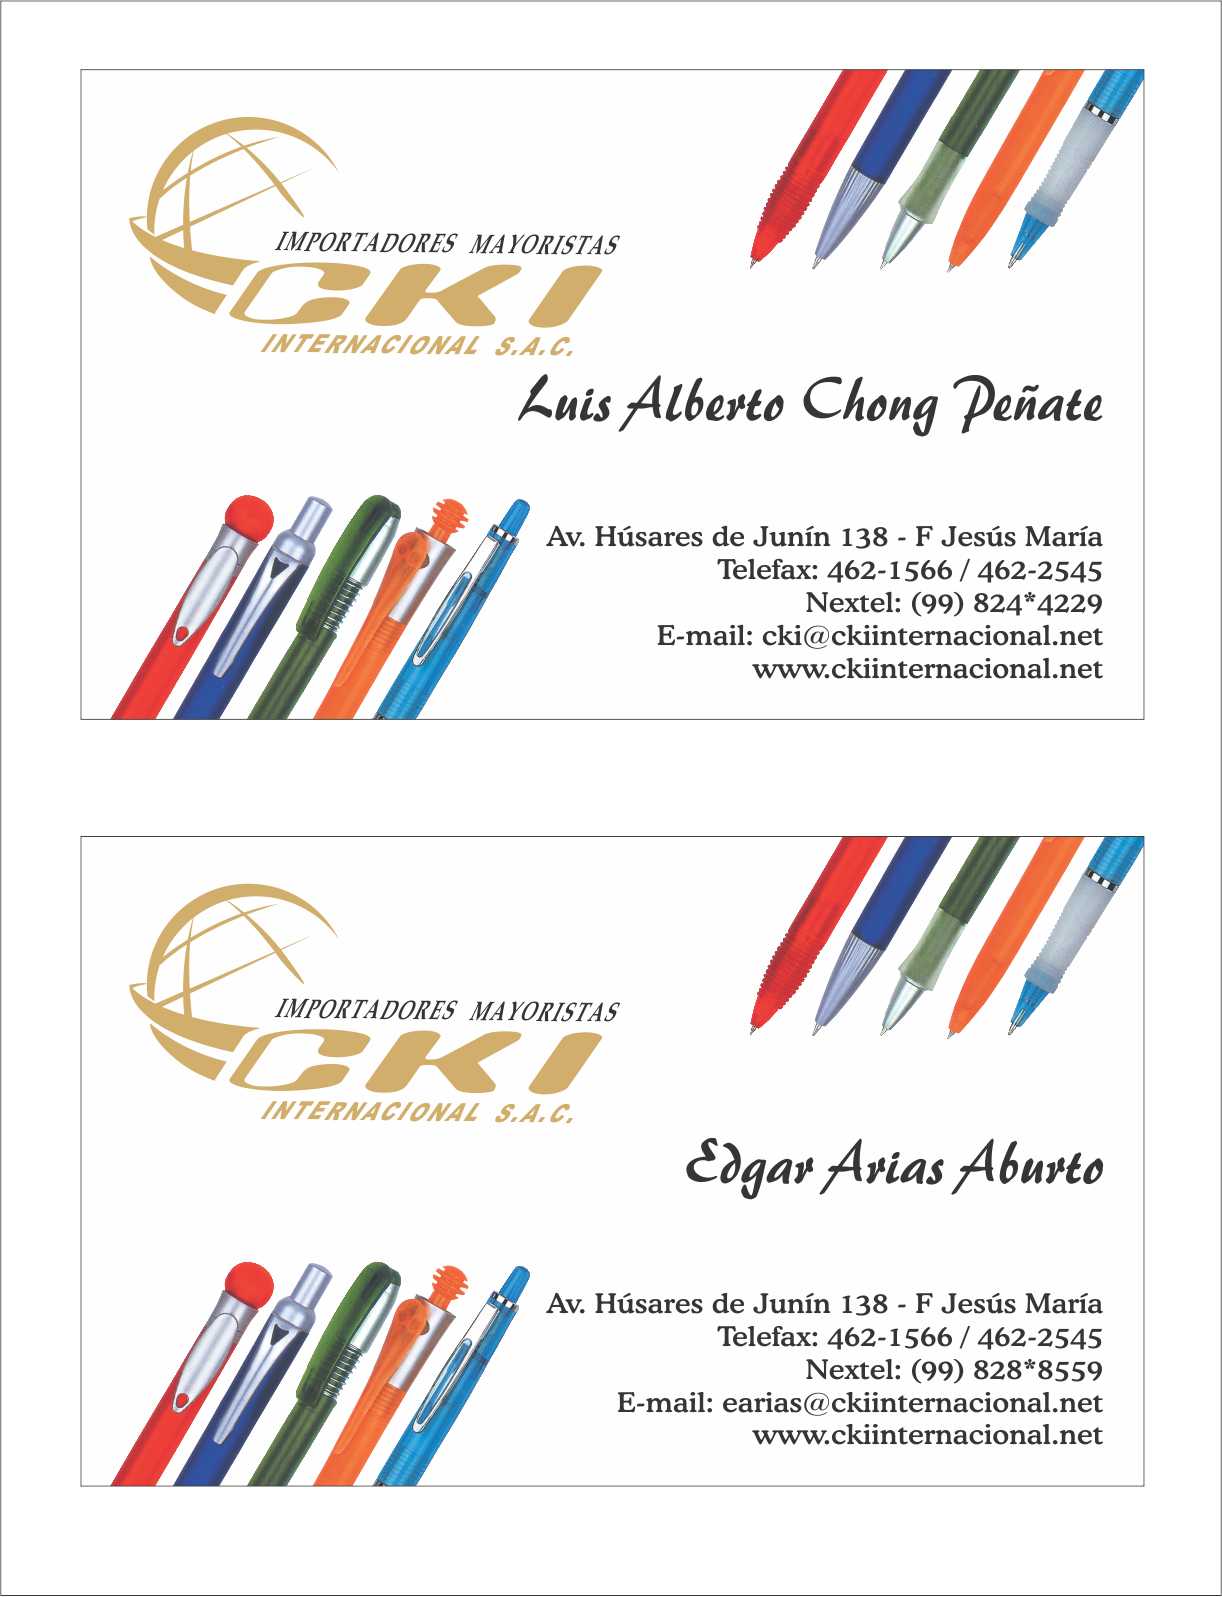 IMPORTADORES MAYORISTAS
CKI
INTERNACIONAL S.A.C.
Luis Alberto Chong Peñate
Av. Húsares de Junín 138 - F Jesús María
Telefax: 462-1566 / 462-2545
Nextel: (99) 824*4229
E-mail: cki@ckiinternacional.net
www.ckiinternacional.net
IMPORTADORES MAYORISTAS
CKI
INTERNACIONAL S.A.C.
Edgar Arias Aburto
Av. Húsares de Junín 138 - F Jesús María
Telefax: 462-1566 / 462-2545
Nextel: (99) 828*8559
E-mail: earias@ckiinternacional.net
www.ckiinternacional.net